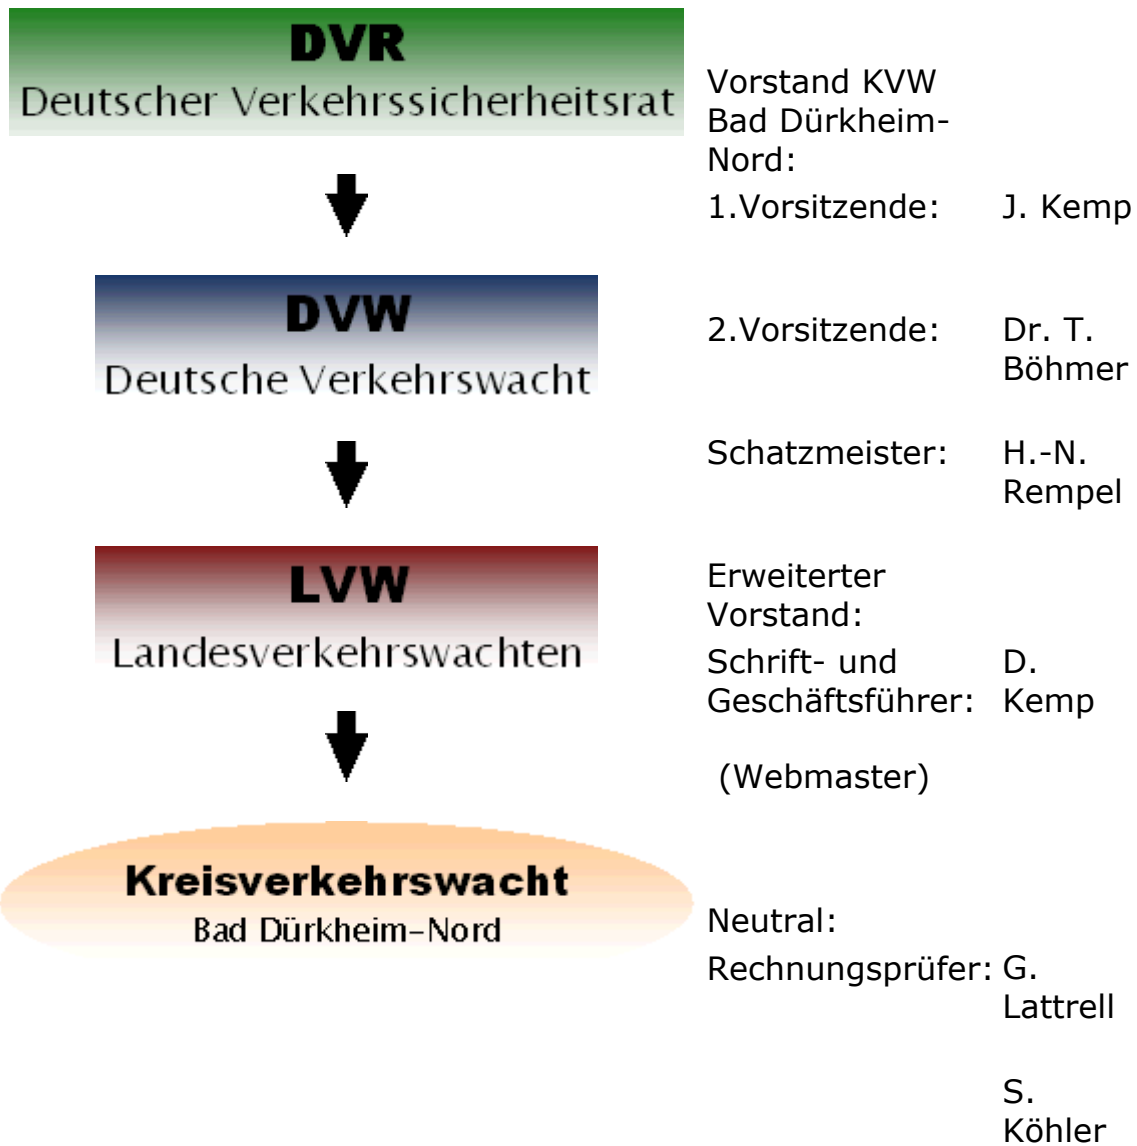 DVR
Deutscher Verkehrssicherheitsrat
DVW
Deutsche Verkehrswacht
LVW
Landesverkehrswachten
Kreisverkehrswacht
Bad Dürkheim-Nord
Vorstand KVW
Bad Dürkheim-
Nord:
1.Vorsitzende: J. Kemp
2.Vorsitzende: Dr. T.
Böhmer
Schatzmeister: H.-N.
Rempel
Erweiterter
Vorstand:
Schrift- und D.
Geschäftsführer: Kemp
(Webmaster)
Neutral:
Rechnungsprüfer: G.
Lattrell
S.
Köhler